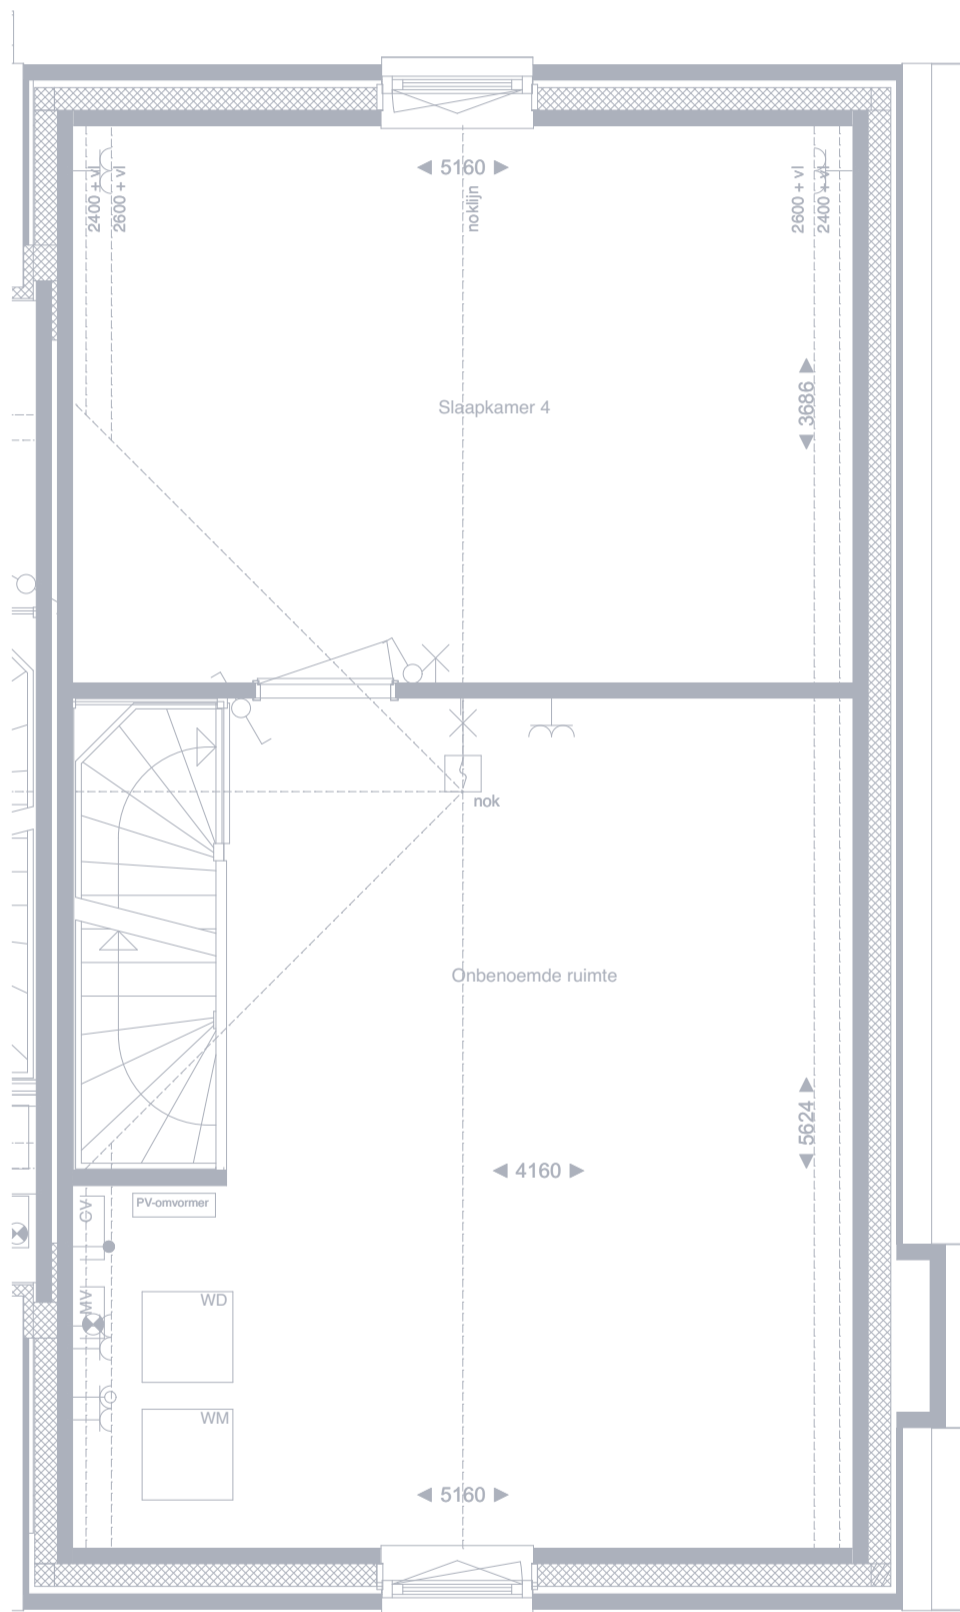 5160
2400 + vl
2600 + vl
noklijn
2600 + vl
2400 + vl
3686
Slaapkamer 4
nok
Onbenoemde ruimte
5624
4160
PV-omvormer
CV
WD
MV
WM
5160